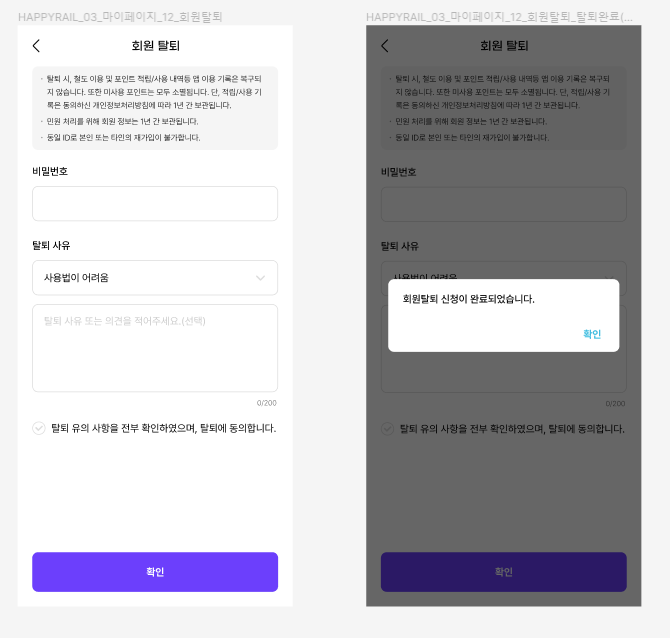 HAPPYRAIL_03_마이페이지_12_회원탈퇴
회원 탈퇴
· 탈퇴 시, 철도 이용 및 포인트 적립/사용 내역등 앱 이용 기록은 복구되
지 않습니다. 또한 미사용 포인트는 모두 소멸됩니다. 단, 적립/사용 기
록은 동의하신 개인정보처리방침에 따라 1년 간 보관됩니다.
· 민원 처리를 위해 회원 정보는 1년 간 보관됩니다.
· 동일 ID로 본인 또는 타인의 재가입이 불가합니다.
비밀번호
탈퇴 사유
사용법이 어려움
탈퇴 사유 또는 의견을 적어주세요.(선택)
0/200
탈퇴 유의 사항을 전부 확인하였으며, 탈퇴에 동의합니다.
확인
HAPPYRAIL_03_마이페이지_12_회원탈퇴_탈퇴완료(...
회원 탈퇴
· 탈퇴 시, 철도 이용 및 포인트 적립/사용 내역등 앱 이용 기록은 복구되
지 않습니다. 또한 미사용 포인트는 모두 소멸됩니다. 단, 적립/사용 기
록은 동의하신 개인정보처리방침에 따라 1년 간 보관됩니다.
· 민원 처리를 위해 회원 정보는 1년 간 보관됩니다.
· 동일 ID로 본인 또는 타인의 재가입이 불가합니다.
비밀번호
탈퇴 사유
사용법이 어려움
회원탈퇴 신청이 완료되었습니다.
확인
0/200
탈퇴 유의 사항을 전부 확인하였으며, 탈퇴에 동의합니다.
확인